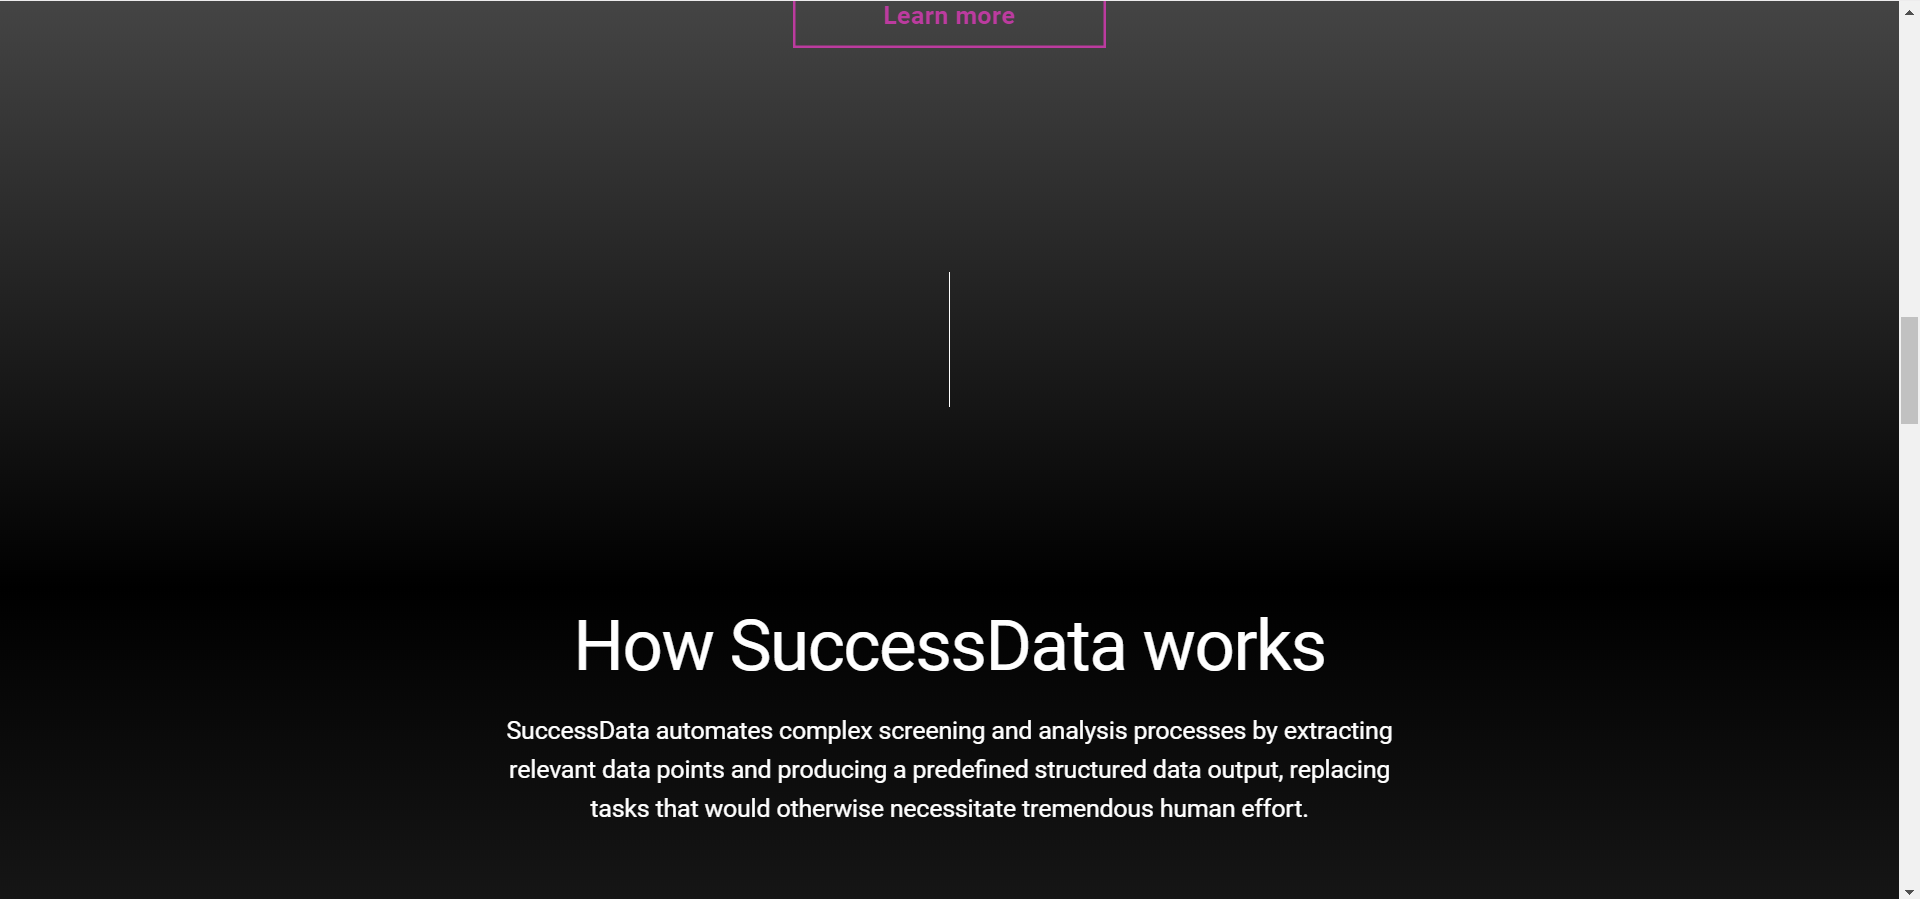 Learn more
How SuccessData works
SuccessData automates complex screening and analysis processes by extracting
relevant data points and producing a predefined structured data output, replacing
tasks that would otherwise necessitate tremendous human effort.